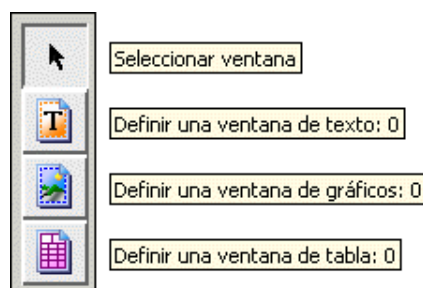 Seleccionar ventana
T
Definir una ventana de texto: 0
Definir una ventana de gráficos: 0
Definir una ventana de tabla: 0